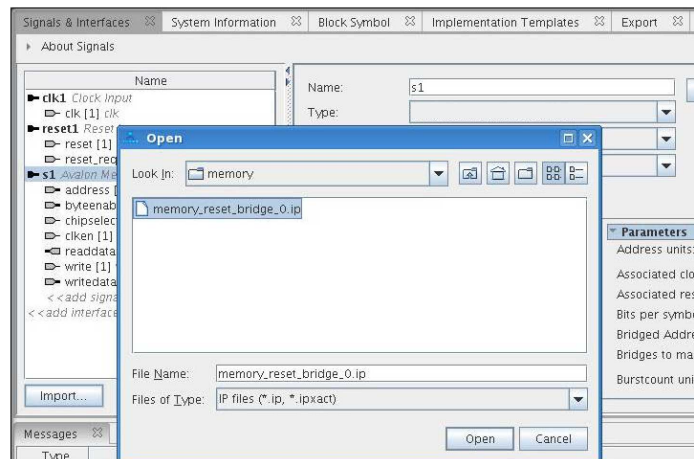 Signals & Interfaces System Information Block Symbol Implementation Templates Export
About Signals
Name
clk1 Clock Input
clk [1] clk
reset1 Reset
reset [1]
reset_req
s1 Avalon Me
address [
byteenab
chipselec
clken [1]
readdata
write [1]
writedata
<<add signa
<<add interface
Import...
Messages
Type
Name: s1
Type:
Parameters
Address units:
Associated clo
Associated res
Bits per symbo
Bridged Addre
Bridges to ma
Burstcount uni
Open
Look In: memory
memory_reset_bridge_0.ip
File Name: memory_reset_bridge_0.ip
Files of Type: IP files (*.ip, *.ipxact)
Open Cancel